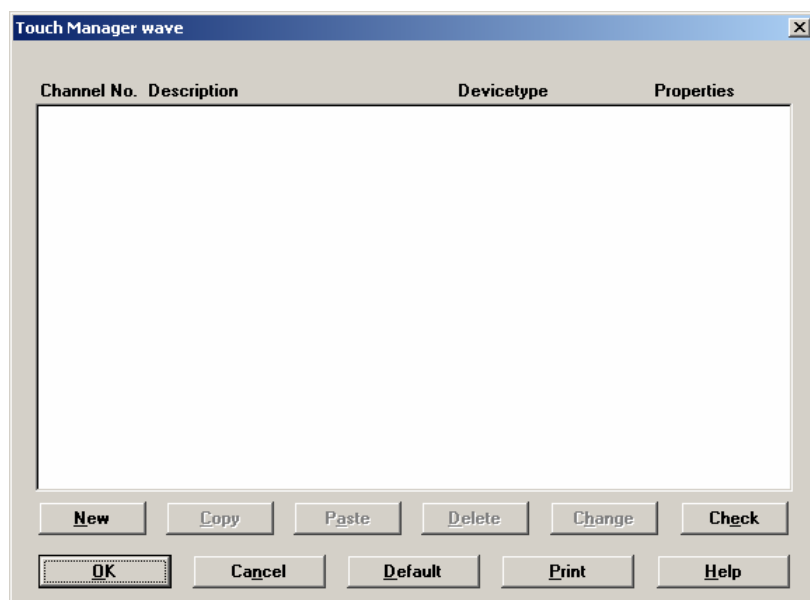 Touch Manager wave
Channel No. Description Devicetype Properties
New Copy Paste Delete Change Check
OK Cancel Default Print Help